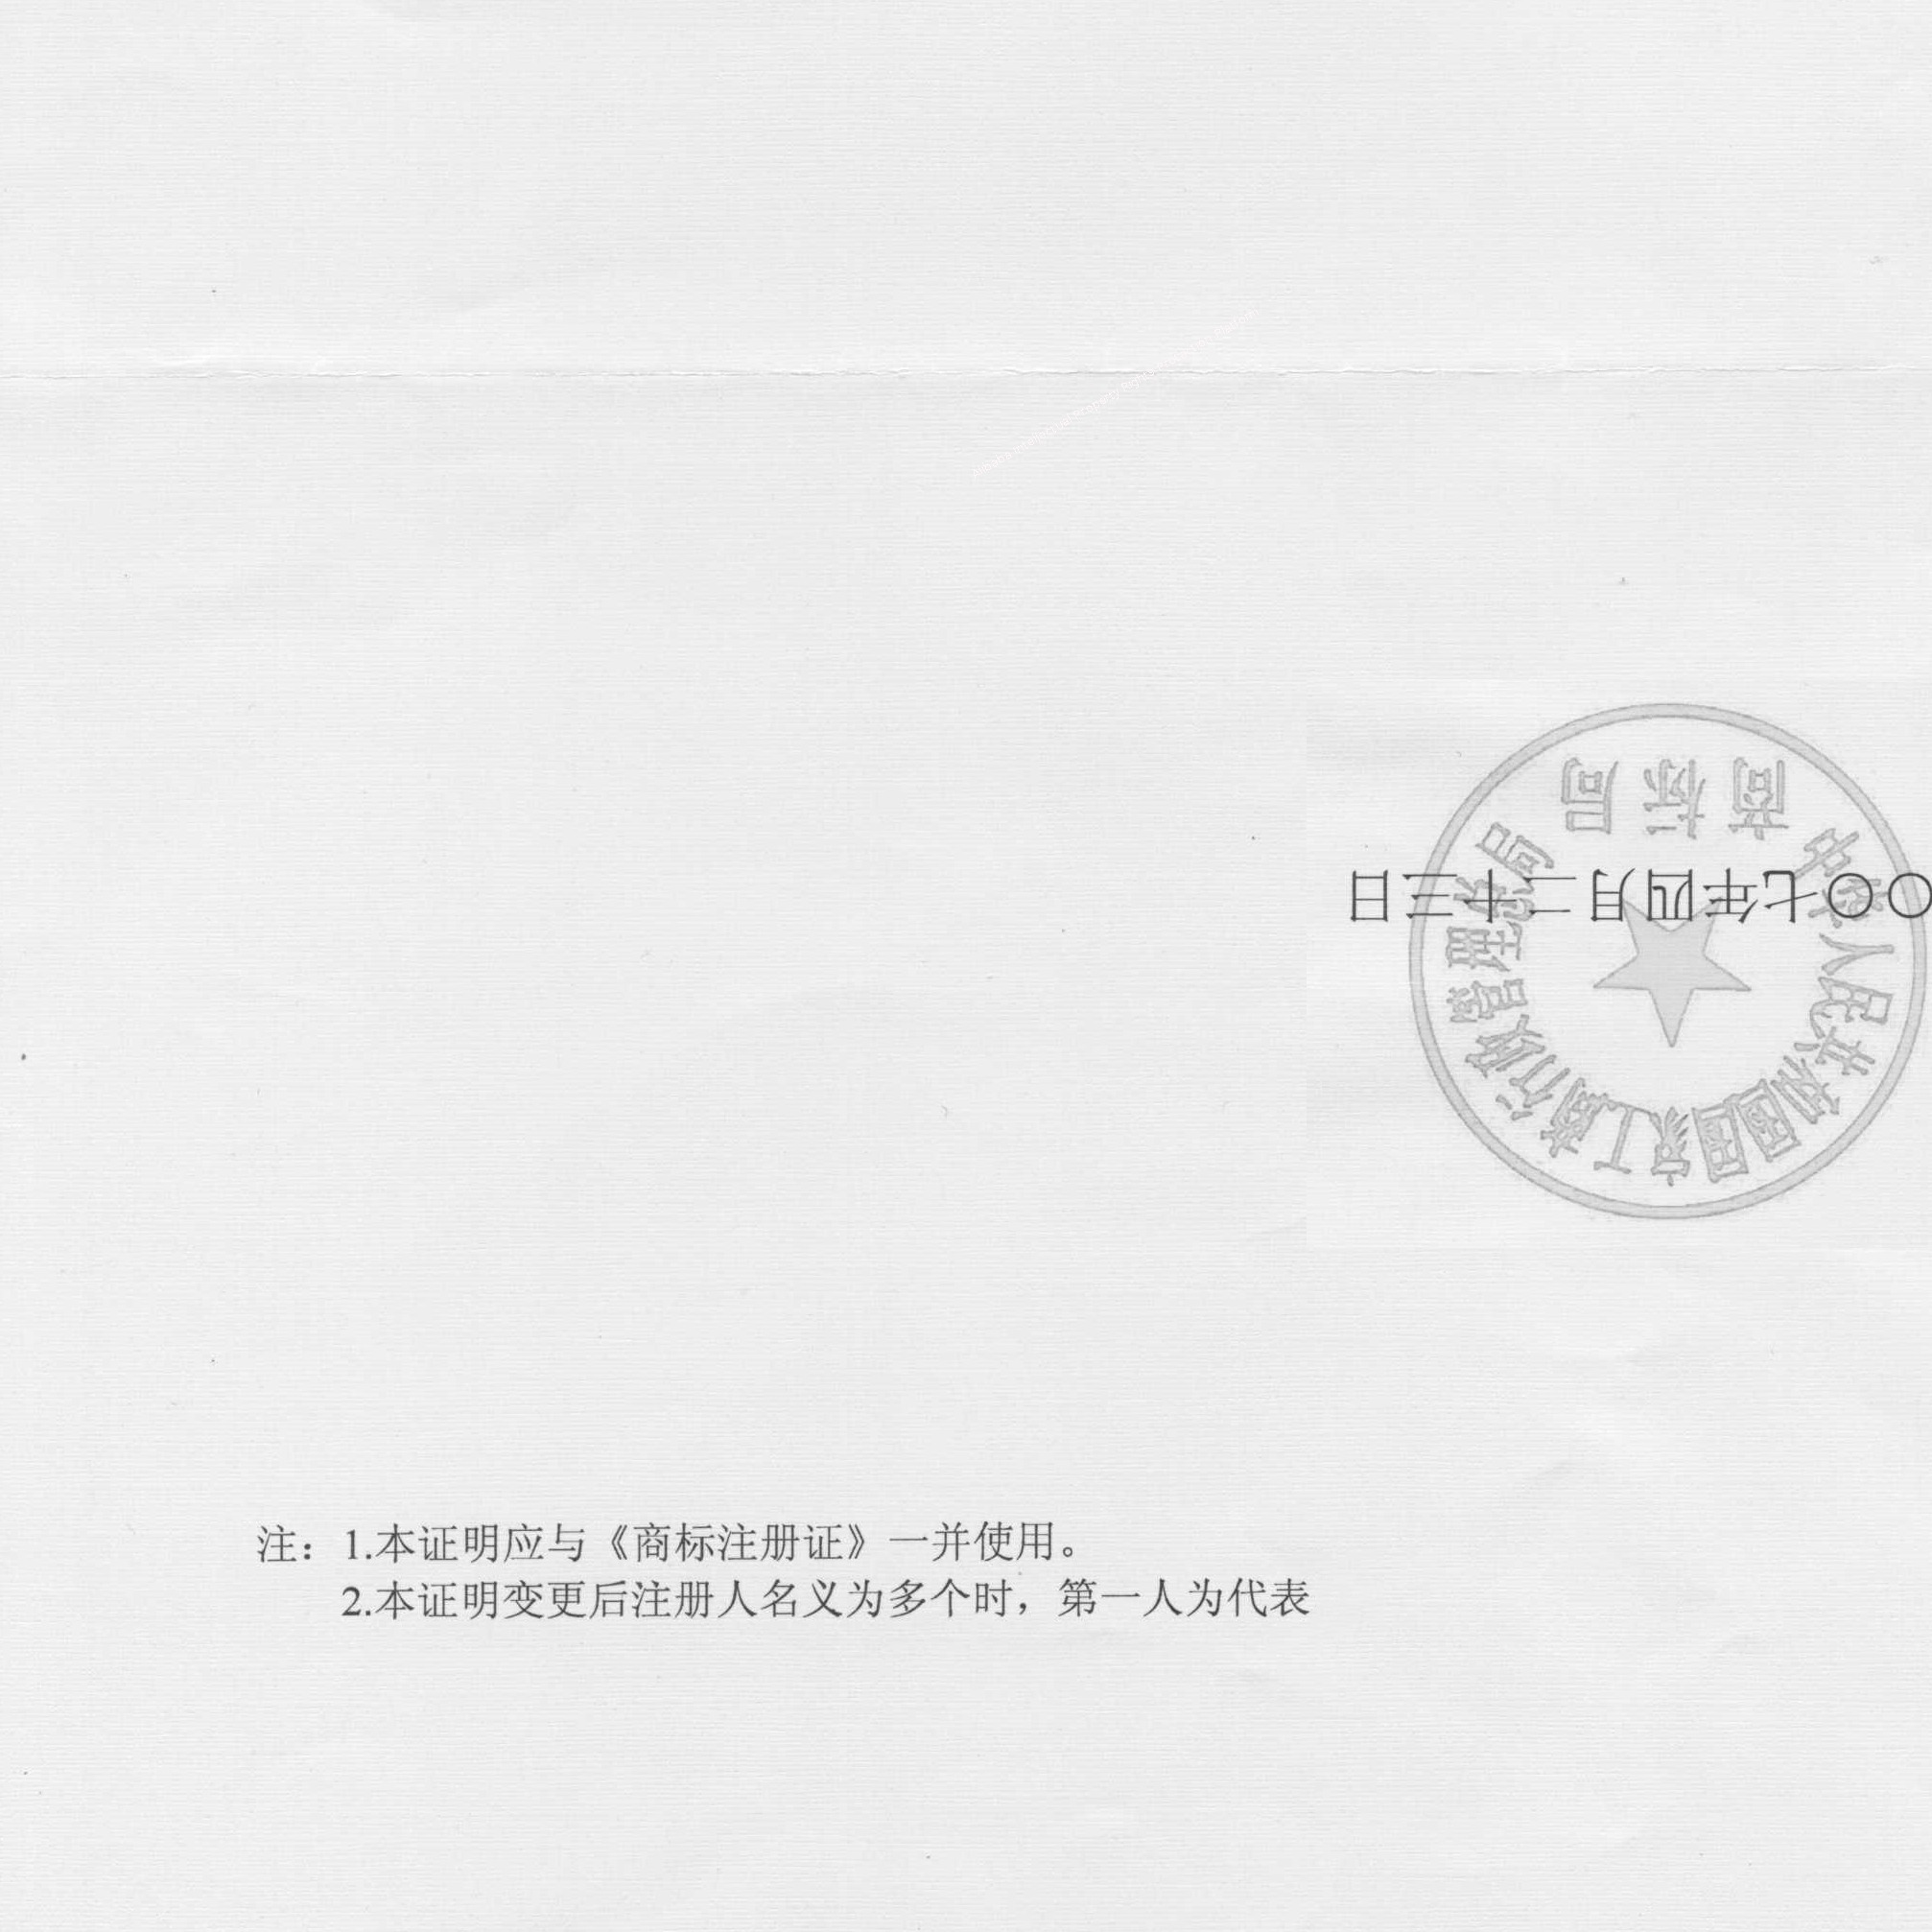 中华人民共和国国家工商行政管理总局
商标局
〇〇七年四月二十三日
注：1.本证明应与《商标注册证》一并使用。
2.本证明变更后注册人名义为多个时，第一人为代表